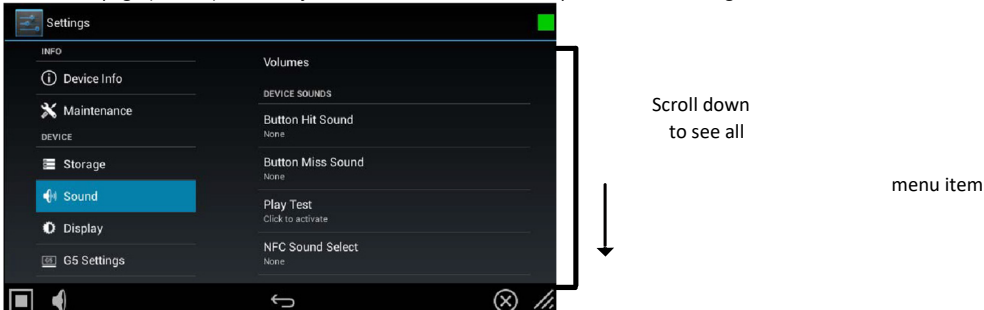 Settings
INFO
Device Info
Maintenance
DEVICE
Storage
Sound
Display
G5 Settings
Volumes
DEVICE SOUNDS
Button Hit Sound
None
Button Miss Sound
None
Play Test
Click to activate
NFC Sound Select
None
Scroll down
to see all
menu item